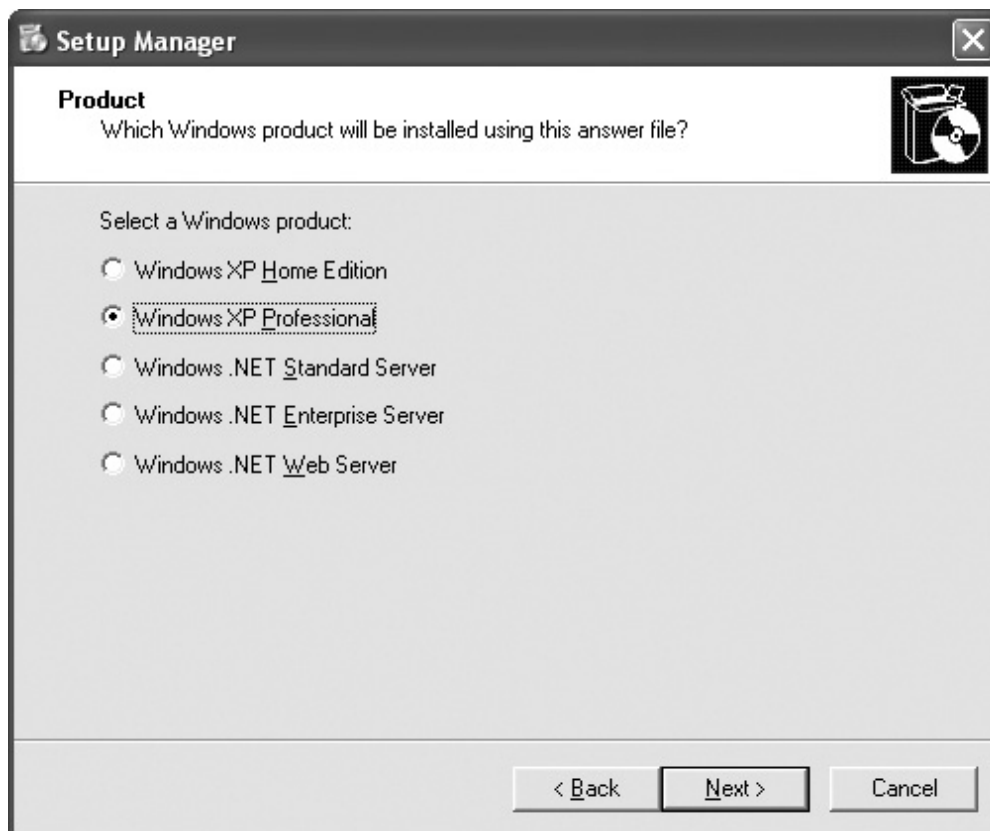 Setup Manager
Product
Which Windows product will be installed using this answer file?
Select a Windows product:
Windows XP Home Edition
Windows XP Professional
Windows .NET Standard Server
Windows .NET Enterprise Server
Windows .NET Web Server
< Back Next > Cancel